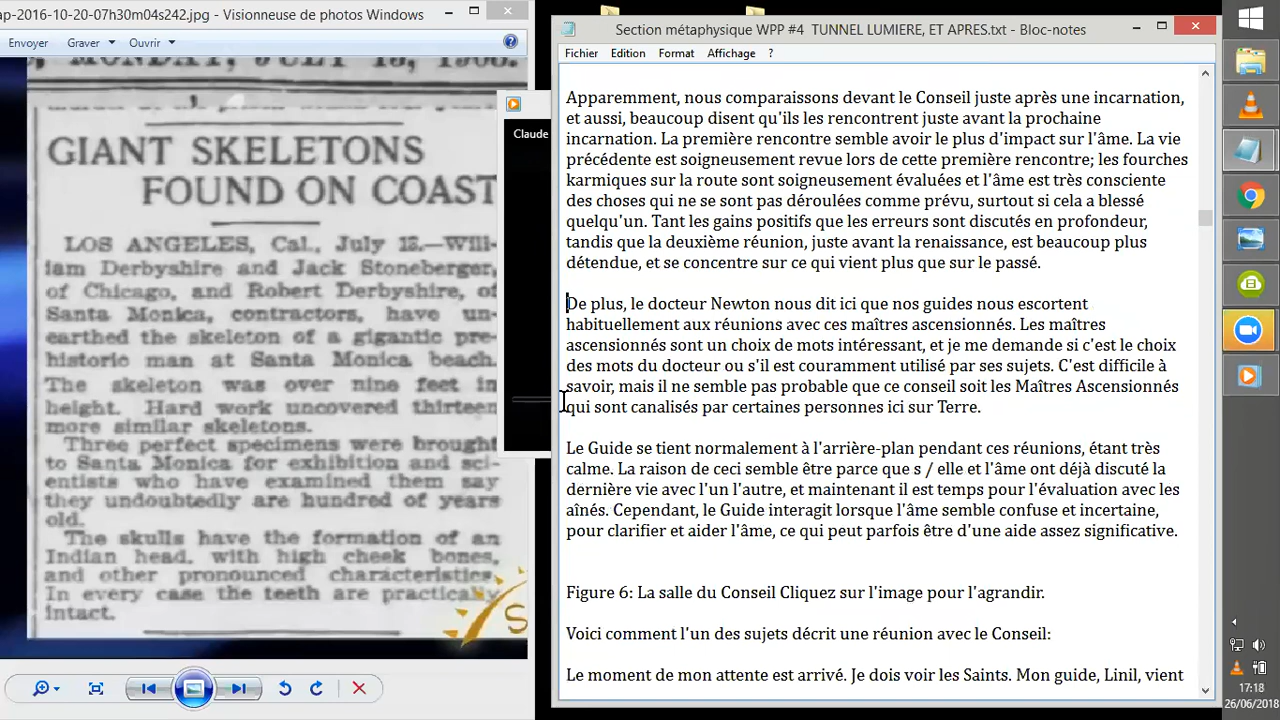 ap-2016-10-20-07h30m04s242.jpg - Visionneuse de photos Windows
Envoyer Graver Ouvrir
MONDAY, JULY 13, 1908.
GIANT SKELETONS
FOUND ON COAST
LOS ANGELES, Cal., July 12.—Wil-
liam Derbyshire and Jack Stoneberger,
of Chicago, and Robert Derbyshire, of
Santa Monica, contractors, have un-
earthed the skeleton of a gigantic pre-
historic man at Santa Monica beach.
The skeleton was over nine feet in
height. Hard work uncovered thirteen
more similar skeletons.
Three perfect specimens were brought
to Santa Monica for exhibition and sci-
entists who have examined them say
they undoubtedly are hundred of years
old.
The skulls have the formation of an
Indian head, with high cheek bones,
and other pronounced characteristics.
In every case the teeth are practically
intact.
S
Claude
Section métaphysique WPP #4 TUNNEL LUMIERE, ET APRES.txt - Bloc-notes
Fichier Edition Format Affichage ?
Apparemment, nous comparaissons devant le Conseil juste après une incarnation,
et aussi, beaucoup disent qu'ils les rencontrent juste avant la prochaine
incarnation. La première rencontre semble avoir le plus d'impact sur l'âme. La vie
précédente est soigneusement revue lors de cette première rencontre; les fourches
karmiques sur la route sont soigneusement évaluées et l'âme est très consciente
des choses qui ne se sont pas déroulées comme prévu, surtout si cela a blessé
quelqu'un. Tant les gains positifs que les erreurs sont discutés en profondeur,
tandis que la deuxième réunion, juste avant la renaissance, est beaucoup plus
détendue, et se concentre sur ce qui vient plus que sur le passé.
De plus, le docteur Newton nous dit ici que nos guides nous escortent
habituellement aux réunions avec ces maîtres ascensionnés. Les maîtres
ascensionnés sont un choix de mots intéressant, et je me demande si c'est le choix
des mots du docteur ou s'il est couramment utilisé par ses sujets. C'est difficile à
savoir, mais il ne semble pas probable que ce conseil soit les Maîtres Ascensionnés
qui sont canalisés par certaines personnes ici sur Terre.
Le Guide se tient normalement à l'arrière-plan pendant ces réunions, étant très
calme. La raison de ceci semble être parce que s / elle et l'âme ont déjà discuté la
dernière vie avec l'un l'autre, et maintenant il est temps pour l'évaluation avec les
aînés. Cependant, le Guide interagit lorsque l'âme semble confuse et incertaine,
pour clarifier et aider l'âme, ce qui peut parfois être d'une aide assez significative.
Figure 6: La salle du Conseil Cliquez sur l'image pour l'agrandir.
Voici comment l'un des sujets décrit une réunion avec le Conseil:
Le moment de mon attente est arrivé. Je dois voir les Saints. Mon guide, Linil, vient
17:18
26/06/2018